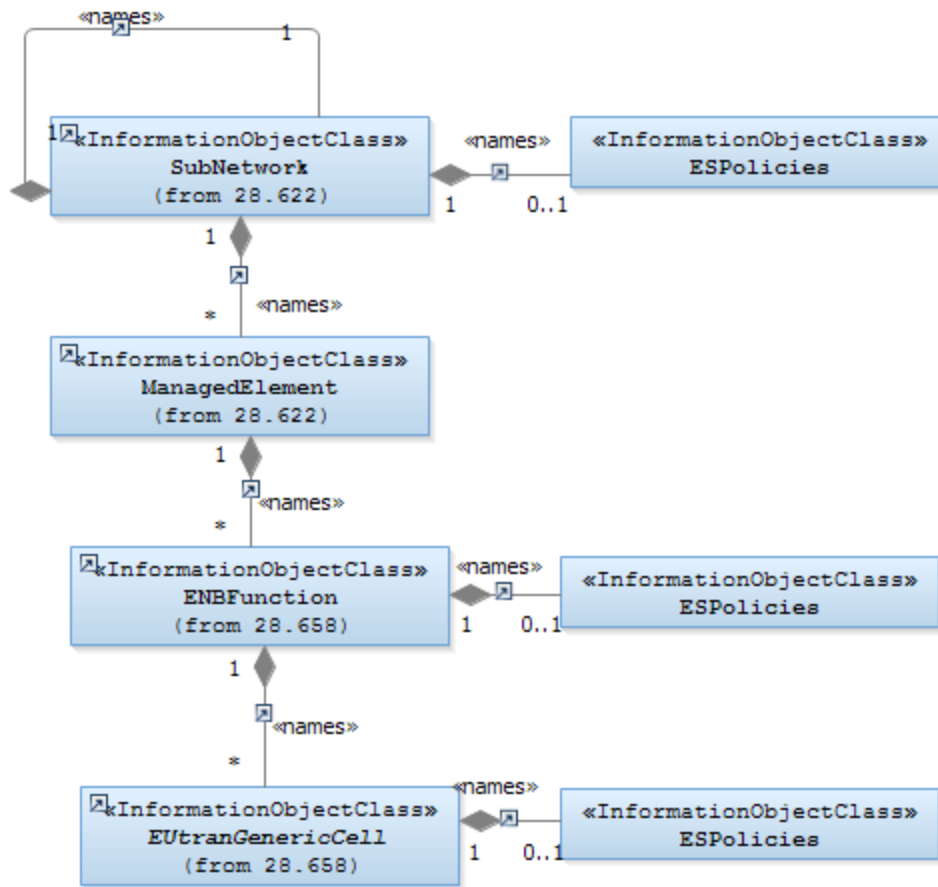 «names»
1
1
«InformationObjectClass»
SubNetwork
(from 28.622)
«names»
1
0..1
«InformationObjectClass»
ESPolicies
1
«names»
*
«InformationObjectClass»
ManagedElement
(from 28.622)
1
«names»
*
«InformationObjectClass»
ENBFunction
(from 28.658)
«names»
1
0..1
«InformationObjectClass»
ESPolicies
1
«names»
*
«InformationObjectClass»
EUtranGenericCell
(from 28.658)
«names»
1
0..1
«InformationObjectClass»
ESPolicies